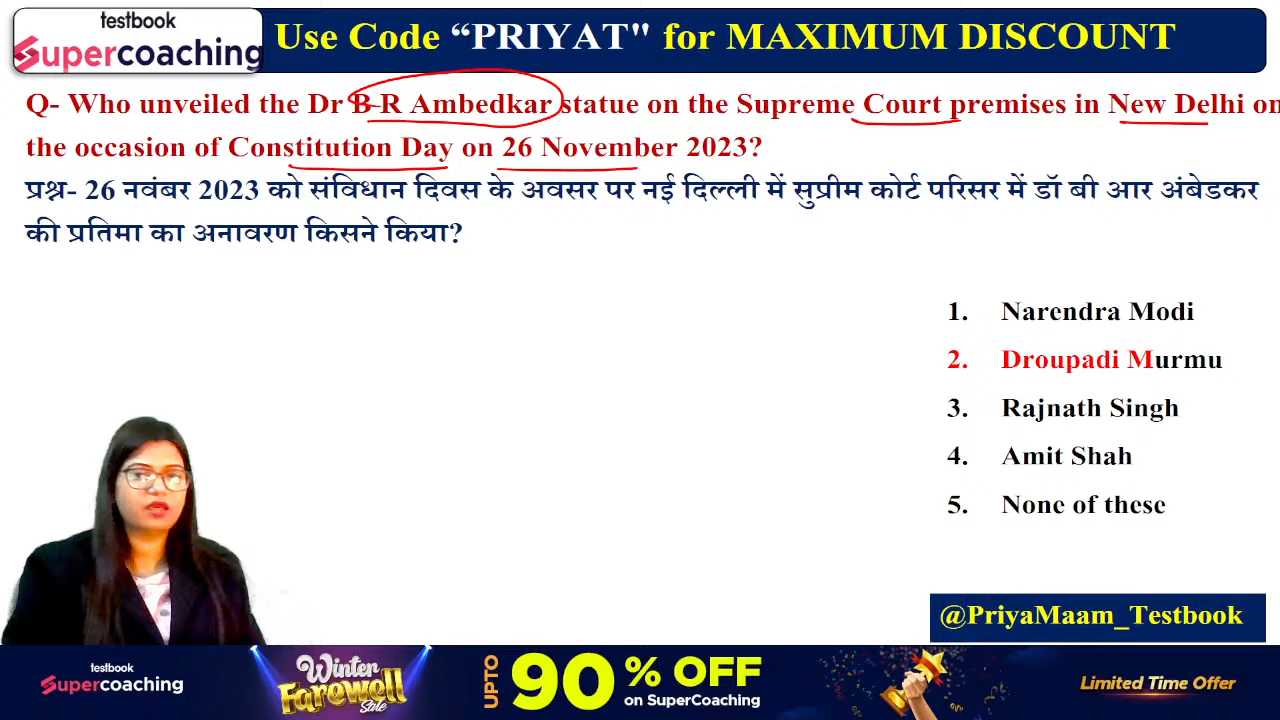 testbook
Supercoaching
Use Code “PRIYAT" for MAXIMUM DISCOUNT
Q- Who unveiled the Dr B R Ambedkar statue on the Supreme Court premises in New Delhi on
the occasion of Constitution Day on 26 November 2023?
प्रश्न- 26 नवंबर 2023 को संविधान दिवस के अवसर पर नई दिल्ली में सुप्रीम कोर्ट परिसर में डॉ बी आर अंबेडकर
की प्रतिमा का अनावरण किसने किया?
1. Narendra Modi
2. Droupadi Murmu
3. Rajnath Singh
4. Amit Shah
5. None of these
@PriyaMaam_Testbook
testbook
Supercoaching
Winter
Farewell
Sale
UPTO 90 % OFF
on SuperCoaching
Limited Time Offer